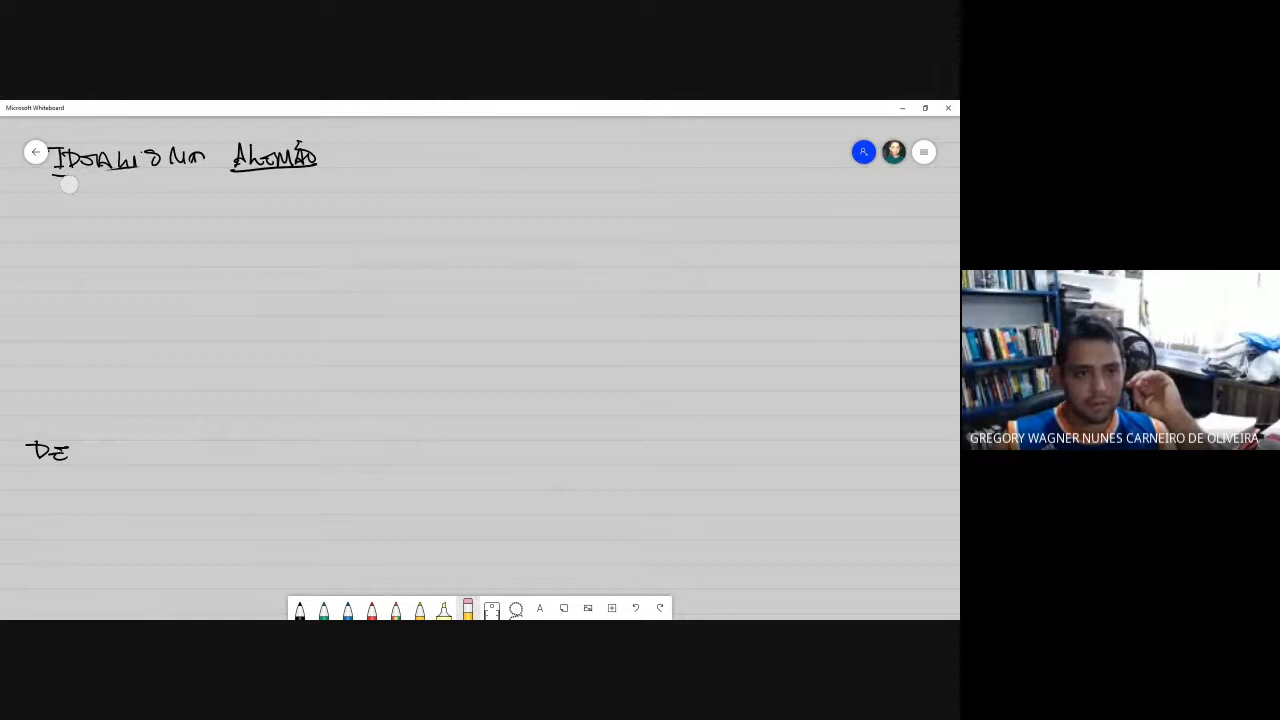 Microsoft Whiteboard
IDEALISMO ALEMÃO
DE
A
GREGORY WAGNER NUNES CARNEIRO DE OLIVEIRA